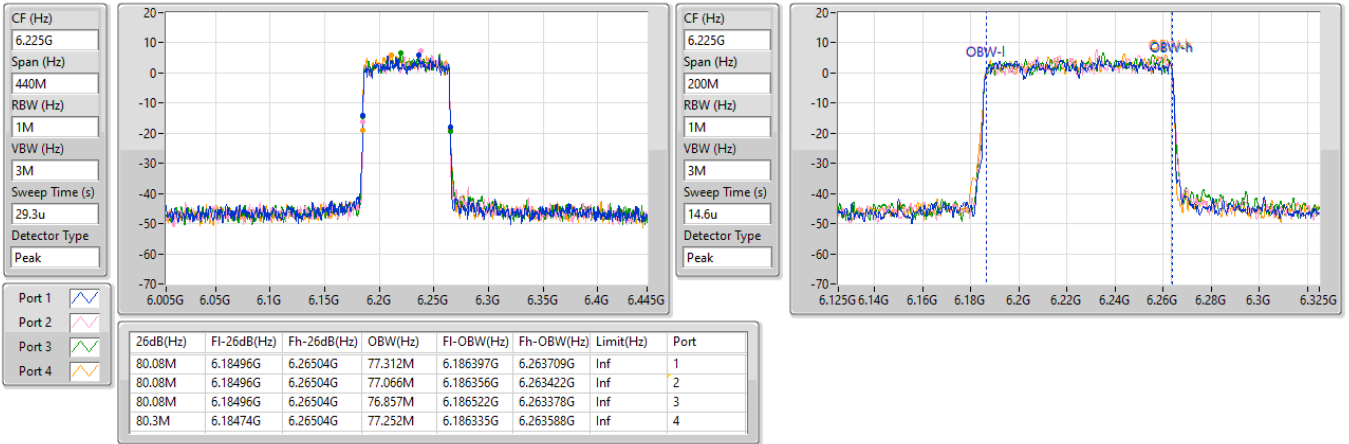 CF (Hz)
6.225G
Span (Hz)
440M
RBW (Hz)
1M
VBW (Hz)
3M
Sweep Time (s)
29.3u
Detector Type
Peak
20
10
0
-10
-20
-30
-40
-50
-60
-70
6.005G 6.05G 6.1G 6.15G 6.2G 6.25G 6.3G 6.35G 6.4G 6.445G
CF (Hz)
6.225G
Span (Hz)
200M
RBW (Hz)
1M
VBW (Hz)
3M
Sweep Time (s)
14.6u
Detector Type
Peak
20
10
0
-10
-20
-30
-40
-50
-60
-70
OBW-l
OBW-h
6.125G 6.14G 6.16G 6.18G 6.2G 6.22G 6.24G 6.26G 6.28G 6.3G 6.325G
Port 1
Port 2
Port 3
Port 4
26dB(Hz) Fl-26dB(Hz) Fh-26dB(Hz) OBW(Hz) Fl-OBW(Hz) Fh-OBW(Hz) Limit(Hz) Port
80.08M 6.18496G 6.26504G 77.312M 6.186397G 6.263709G Inf 1
80.08M 6.18496G 6.26504G 77.066M 6.186356G 6.263422G Inf 2
80.08M 6.18496G 6.26504G 76.857M 6.186522G 6.263378G Inf 3
80.3M 6.18474G 6.26504G 77.252M 6.186335G 6.263588G Inf 4